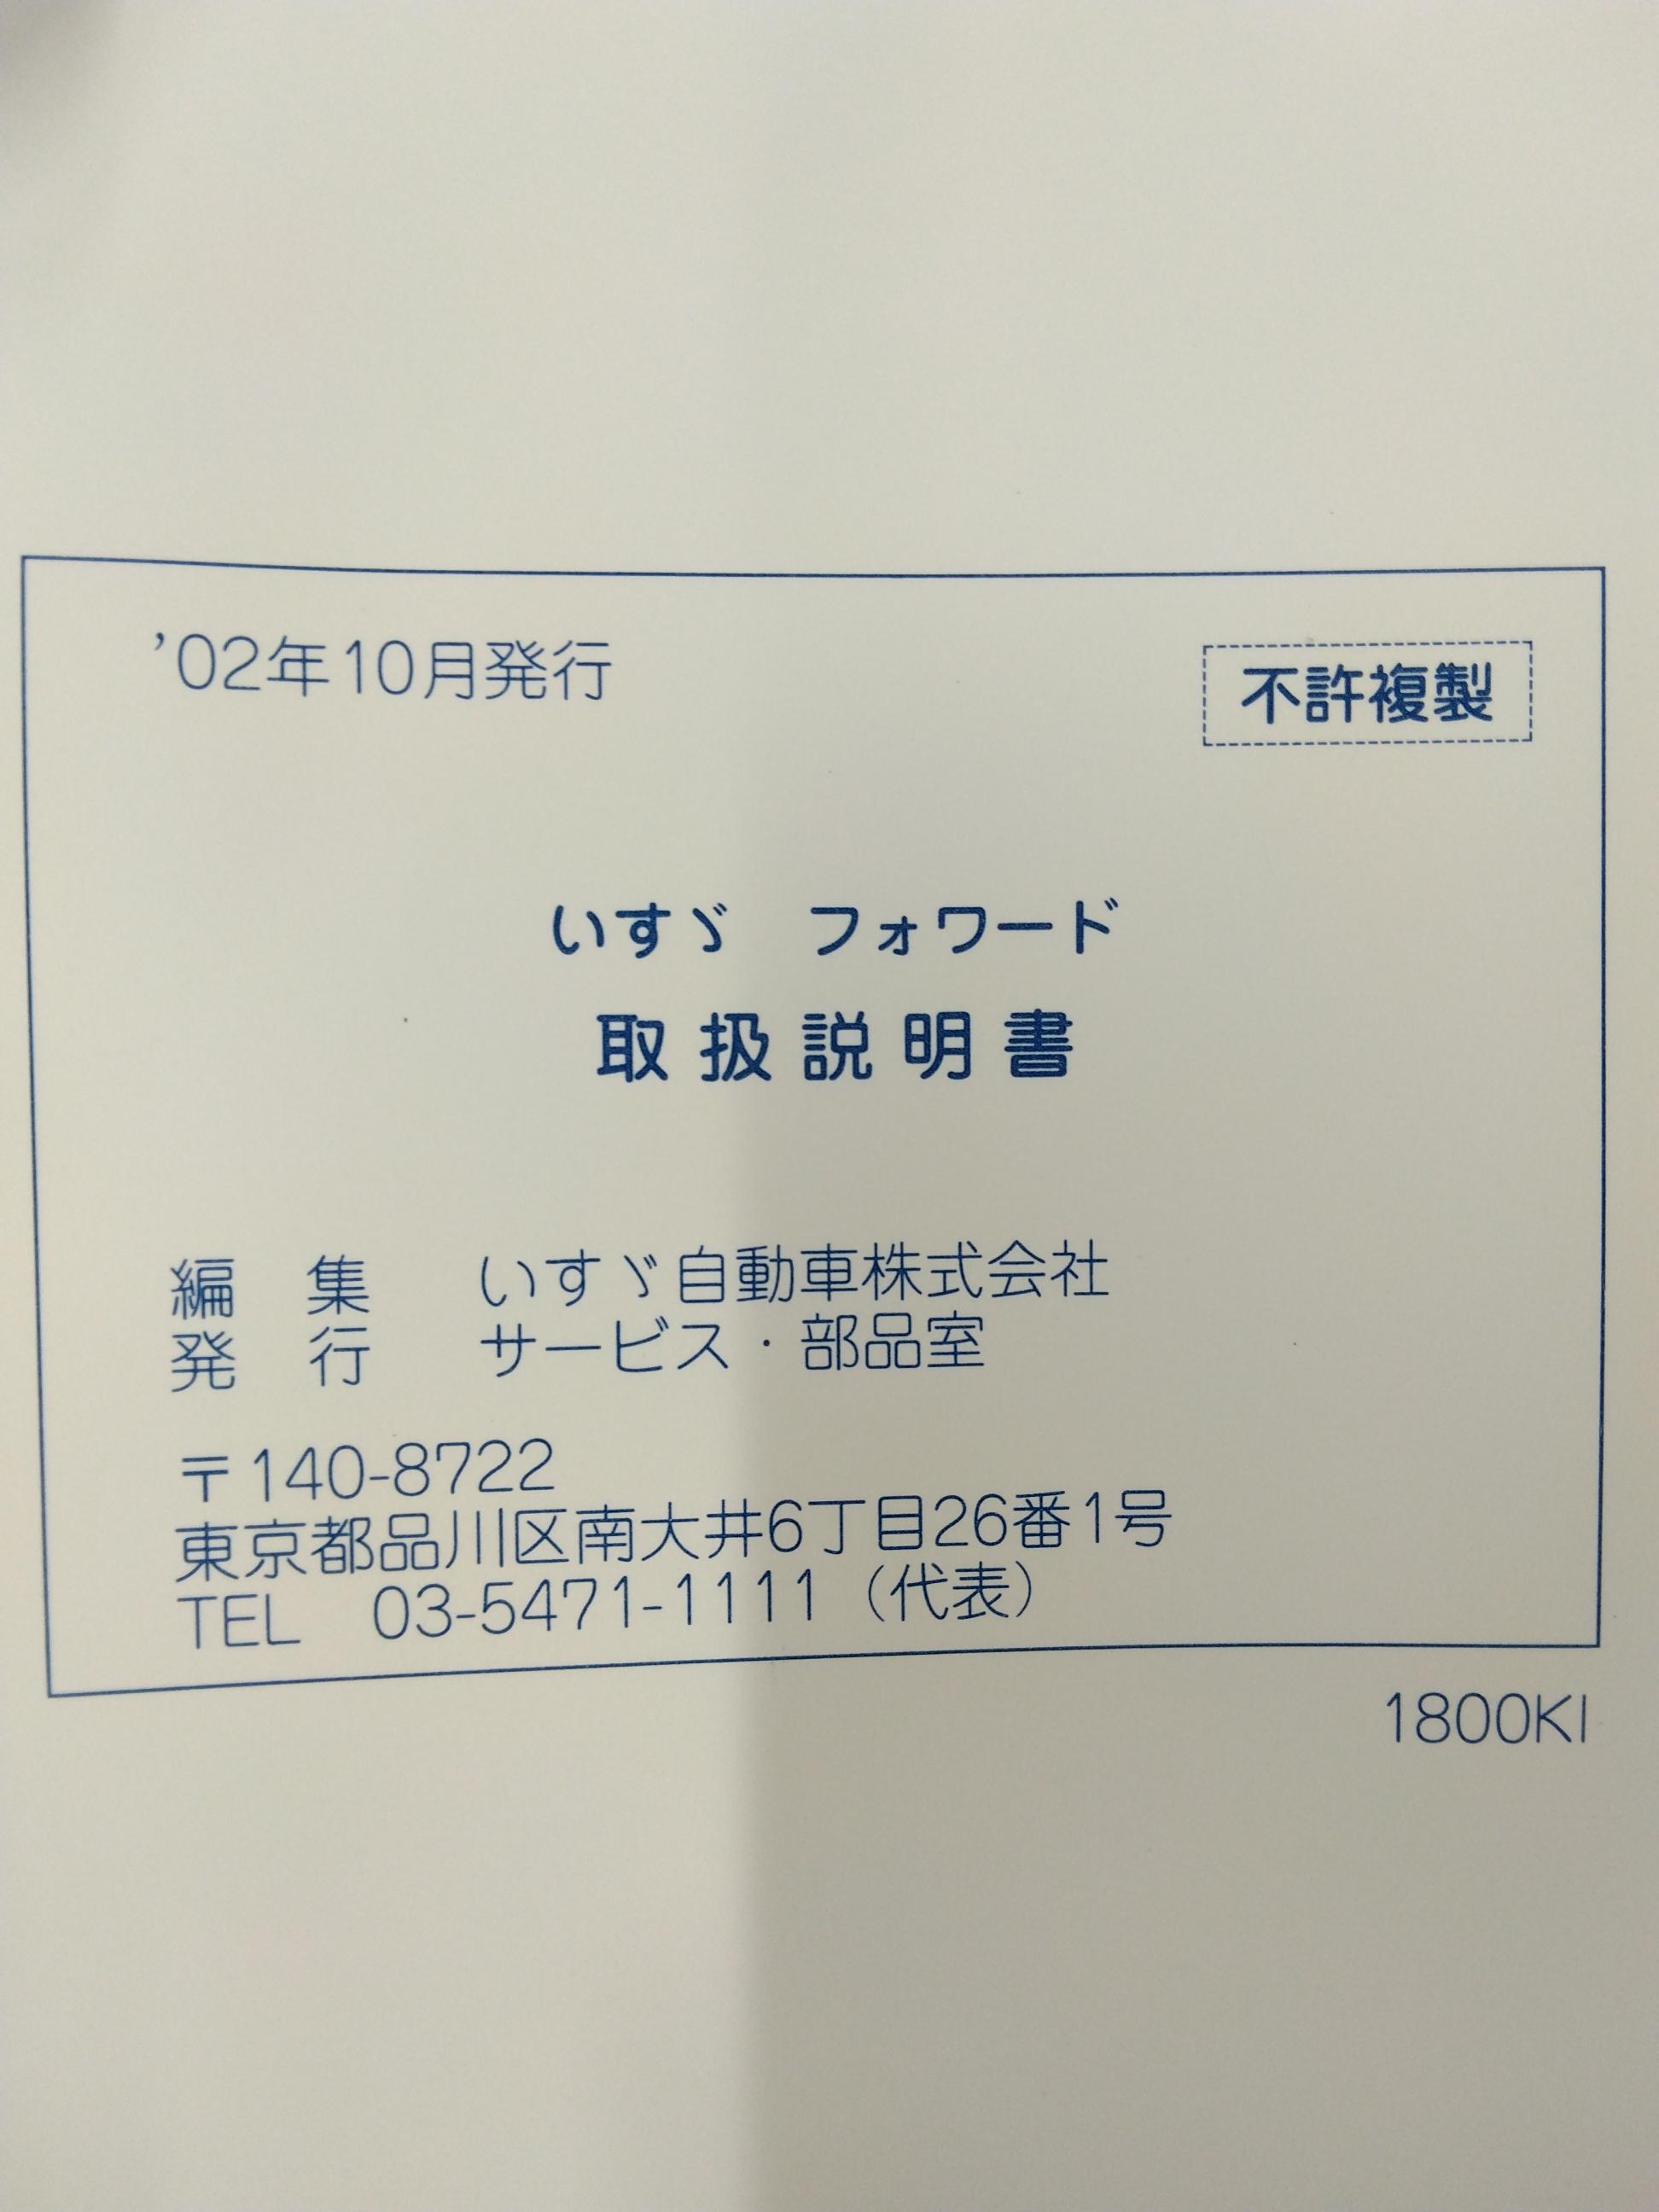 ’02年10月発行
不許複製
いすゞ　フォワード
取扱説明書
編　集　いすゞ自動車株式会社
発　行　サービス・部品室
〒140-8722
東京都品川区南大井6丁目26番1号
TEL　03-5471-1111（代表）
1800KI